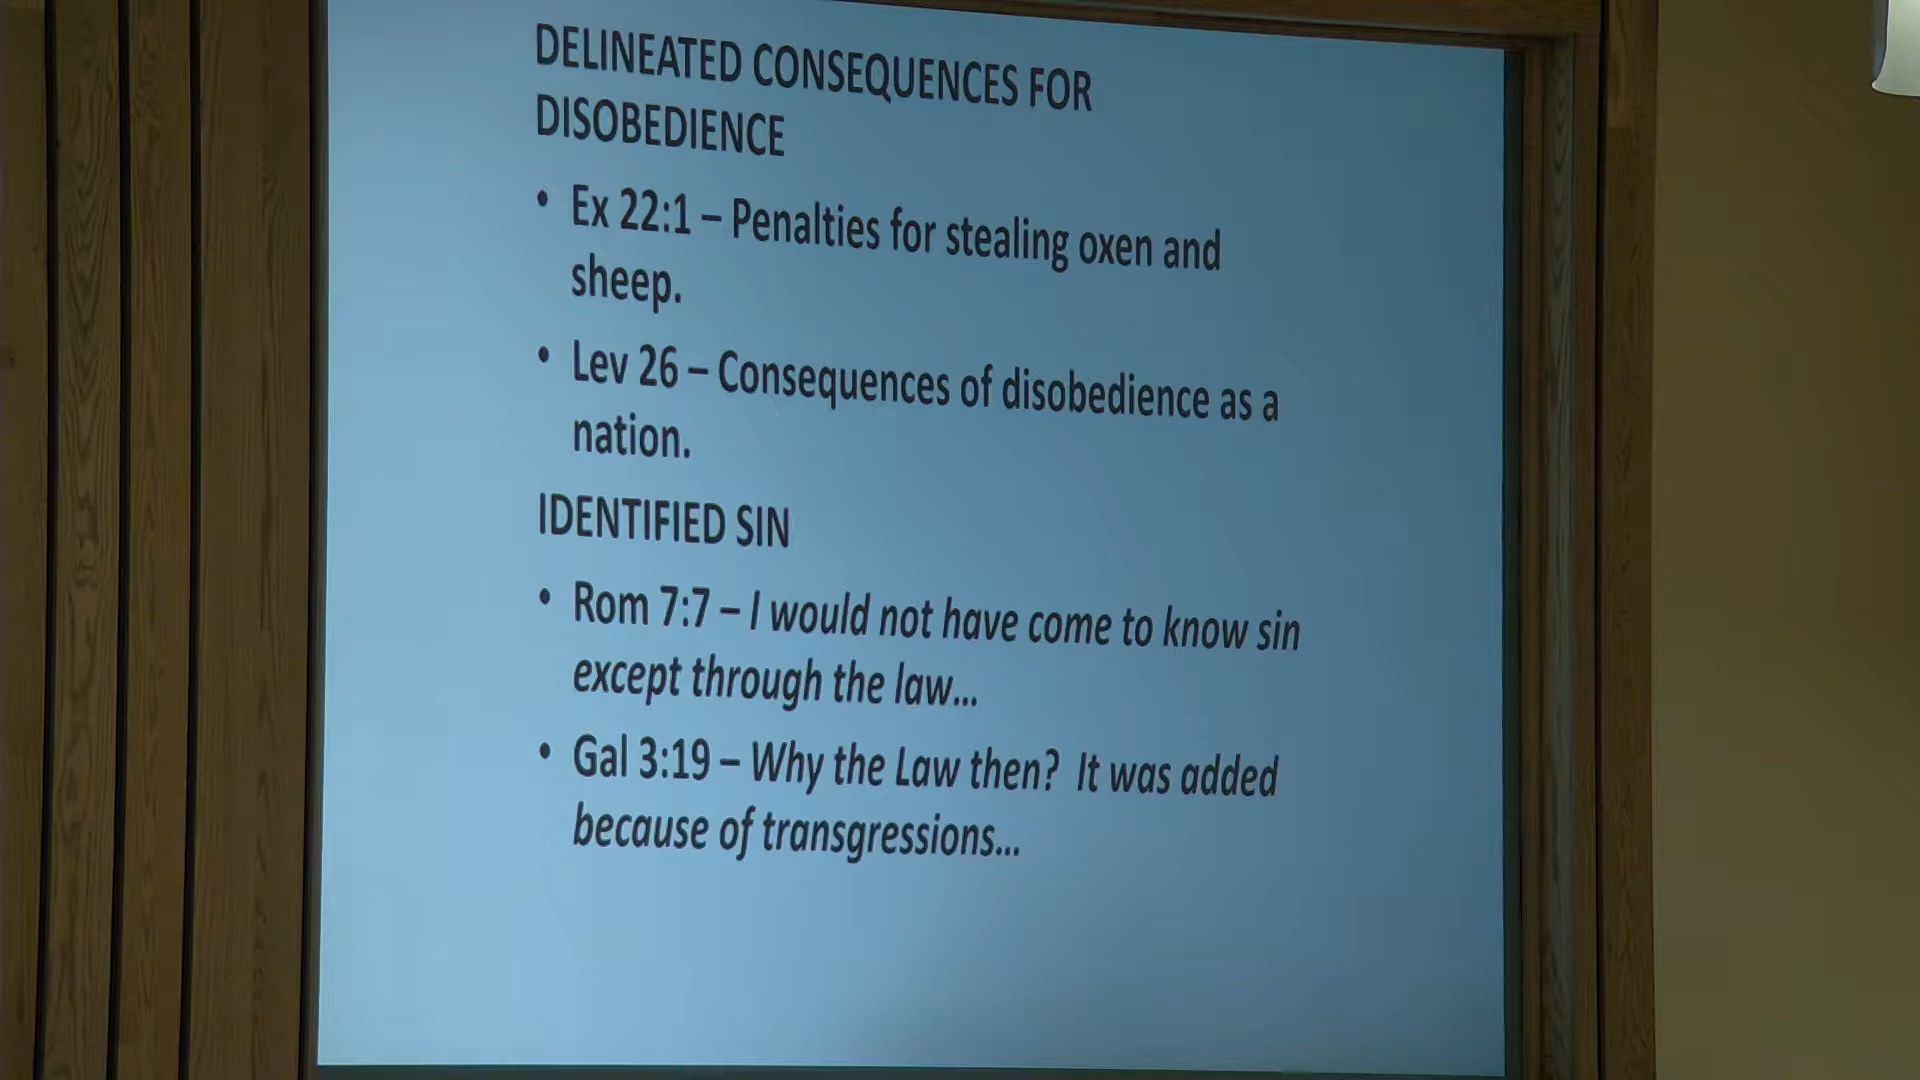 DELINEATED CONSEQUENCES FOR
DISOBEDIENCE
• Ex 22:1 – Penalties for stealing oxen and
sheep.
• Lev 26 – Consequences of disobedience as a
nation.
IDENTIFIED SIN
• Rom 7:7 – I would not have come to know sin
except through the law...
• Gal 3:19 – Why the Law then?  It was added
because of transgressions...